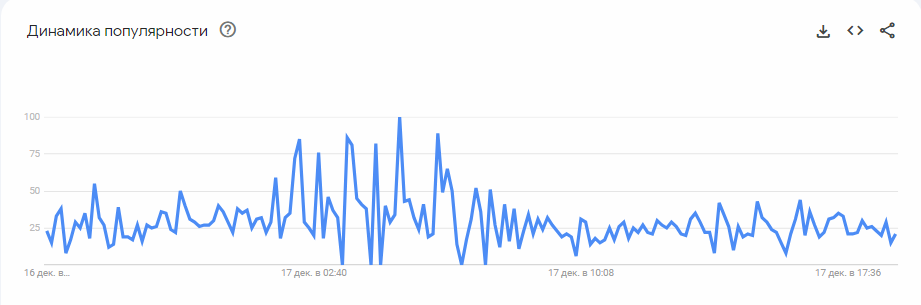 Динамика популярности
100
75
50
25
16 дек. в...
17 дек. в 02:40
17 дек. в 10:08
17 дек. в 17:36